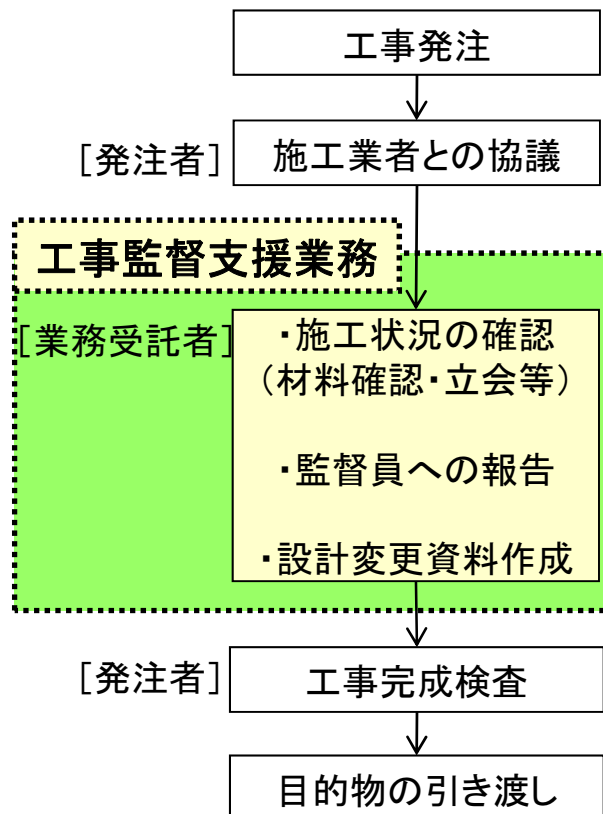 工事発注
[発注者]
施工業者との協議
工事監督支援業務
[業務受託者]
・施工状況の確認
(材料確認・立会等)
・監督員への報告
・設計変更資料作成
[発注者]
工事完成検査
目的物の引き渡し